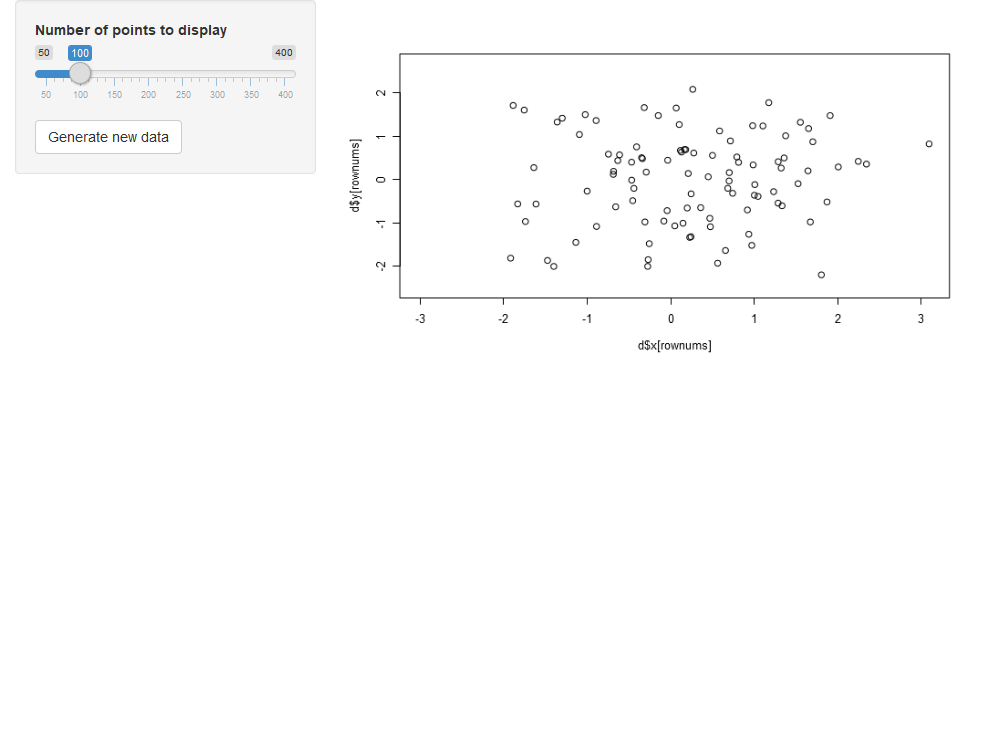 Number of points to display
50 100 400
50 100 150 200 250 300 350 400
Generate new data
d$y[rownums]
2
1
0
-1
-2
-3 -2 -1 0 1 2 3
d$x[rownums]